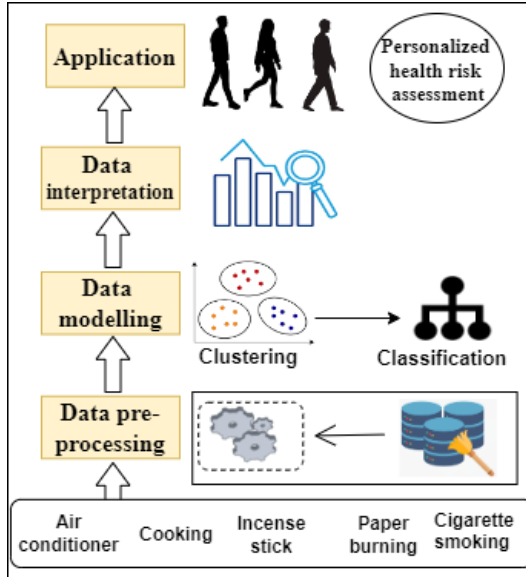 Application
Personalized
health risk
assessment
Data
interpretation
Data
modelling
Clustering
Classification
Data pre-
processing
Air
conditioner
Cooking
Incense
stick
Paper
burning
Cigarette
smoking